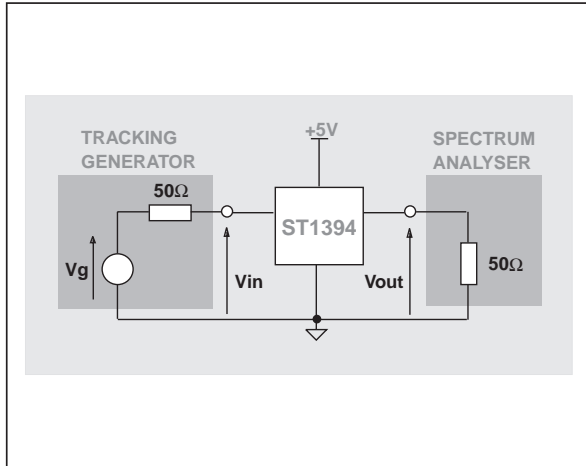 +5V
TRACKING
GENERATOR
SPECTRUM
ANALYSER
50Ω
ST1394
Vg
Vin
Vout
50Ω